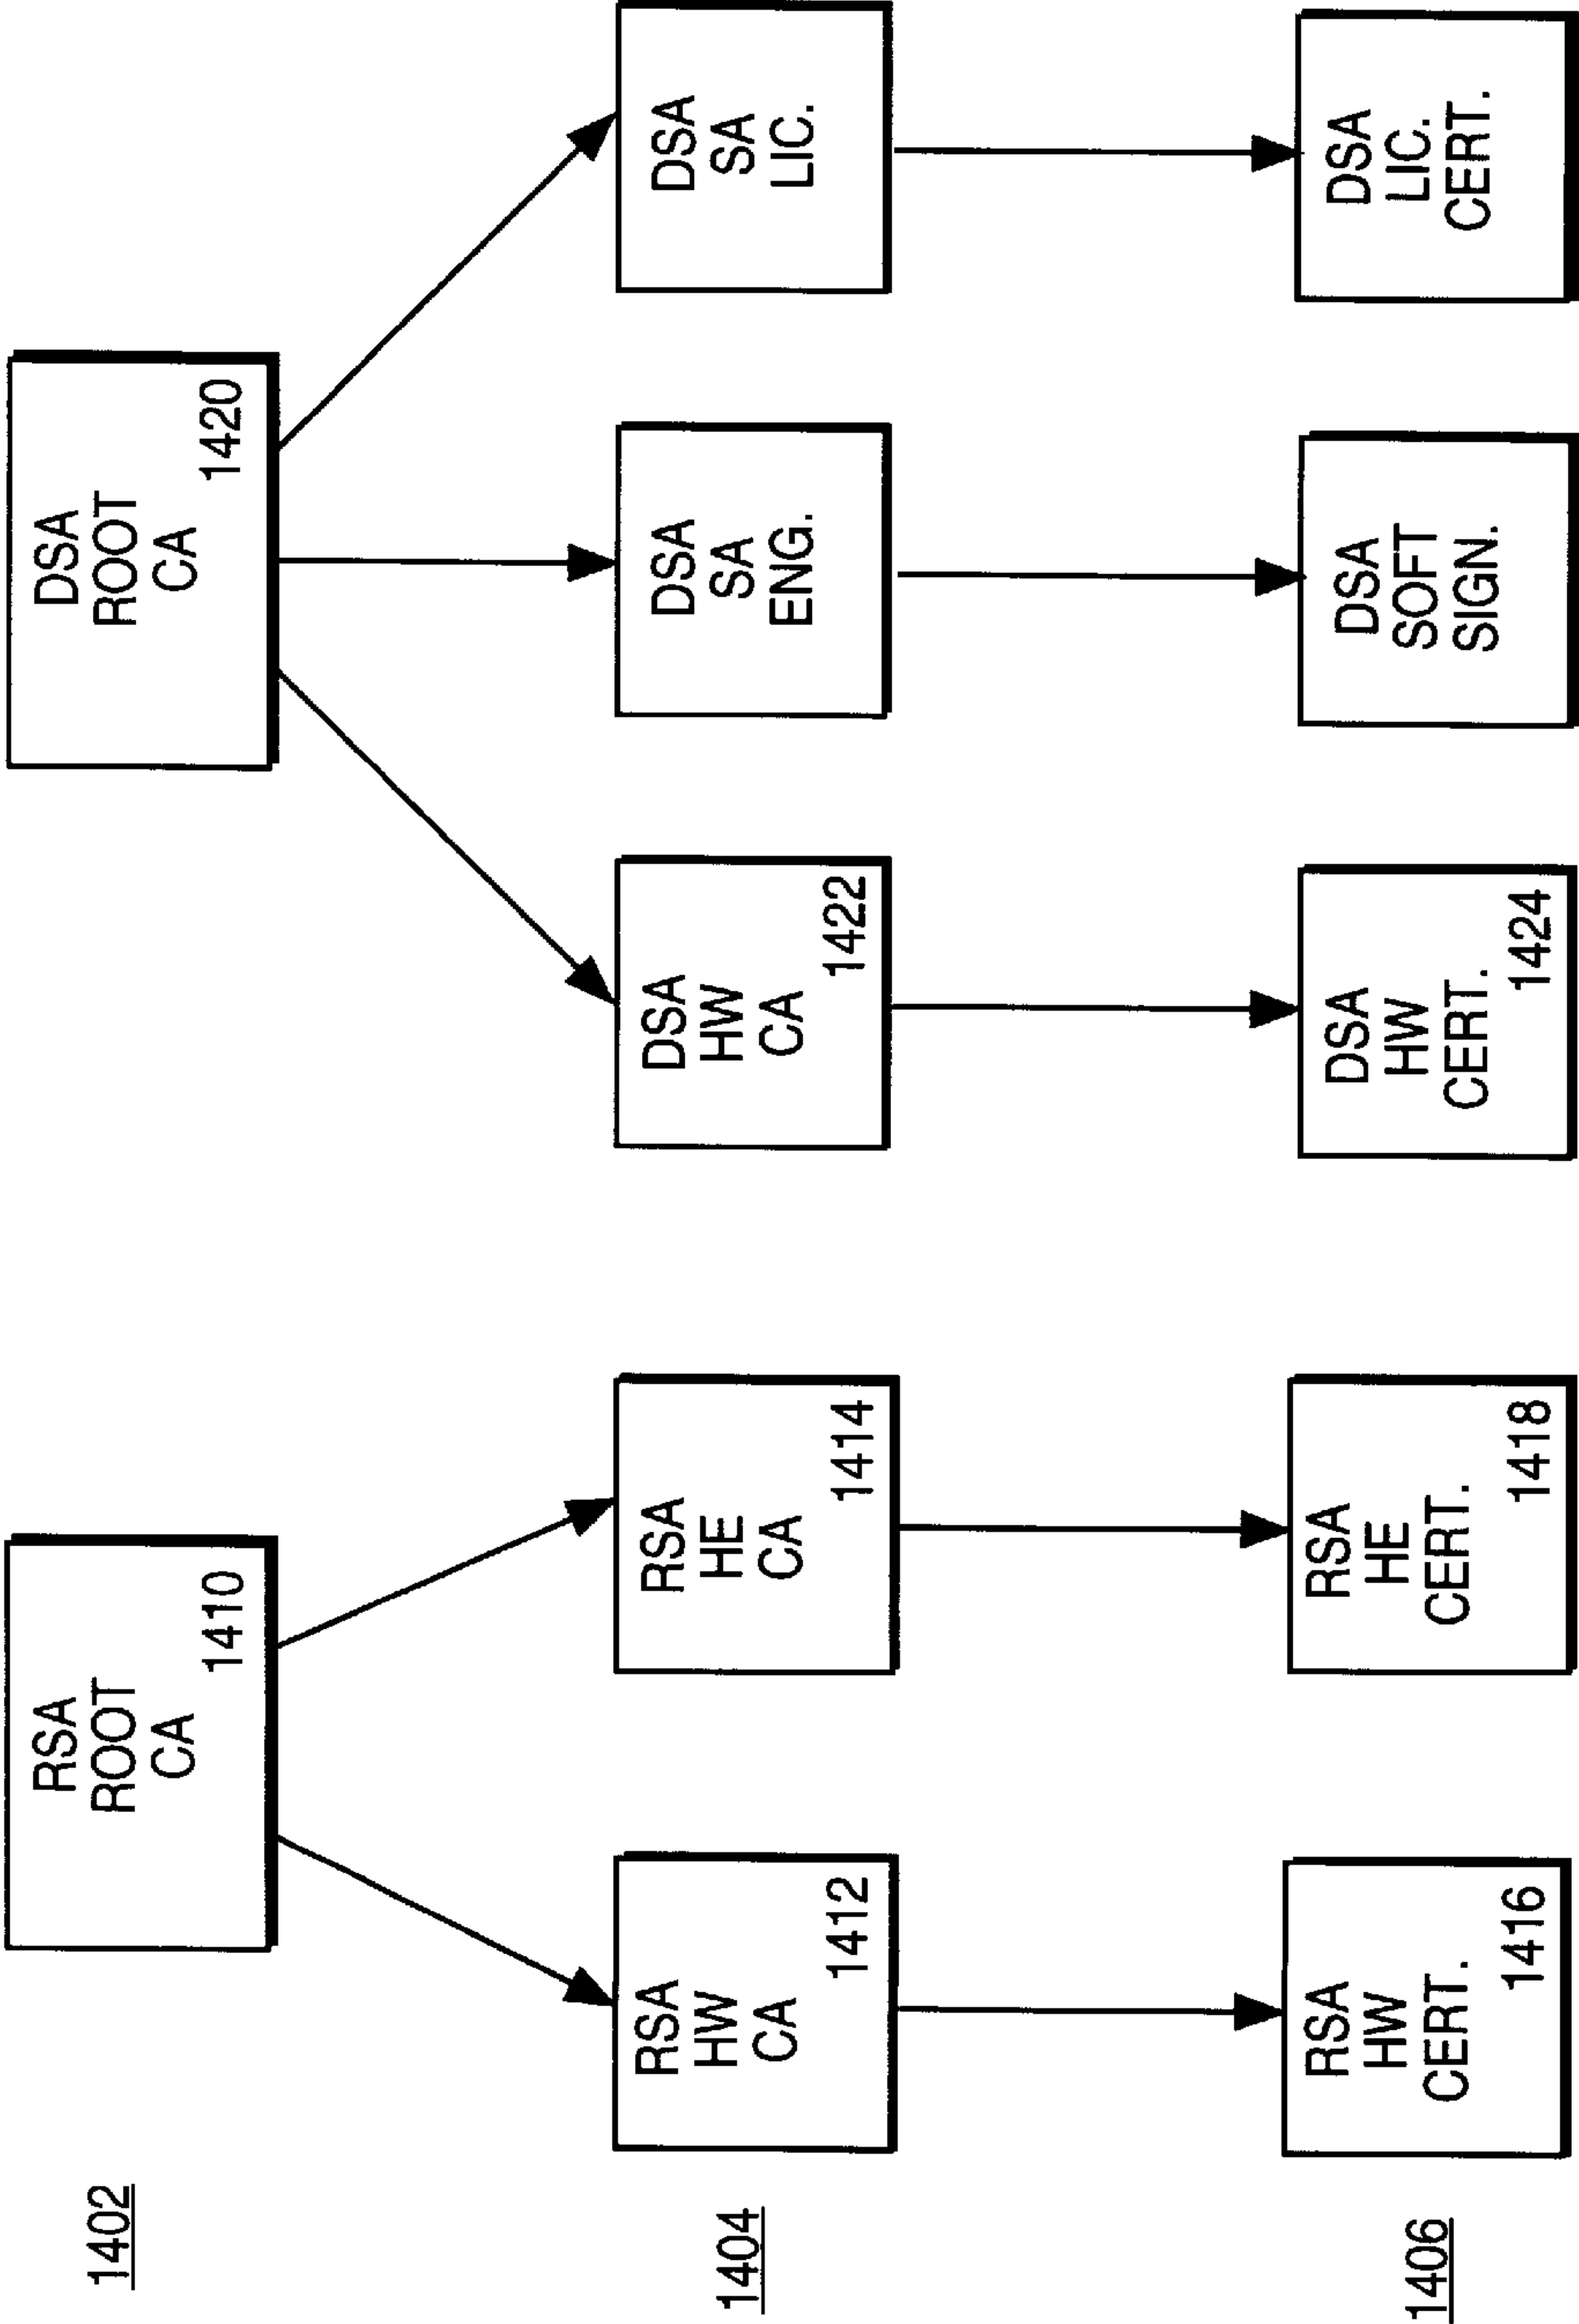 1402
RSA
ROOT
CA
1410
DSA
ROOT
CA
1420
1404
RSA
HW
CA
1412
RSA
HE
CA
1414
DSA
HW
CA
1422
DSA
SA
ENG.
DSA
SA
LIC.
1406
RSA
HW
CERT.
1416
RSA
HE
CERT.
1418
DSA
HW
CERT.
1424
DSA
SOFT
SIGN.
DSA
LIC.
CERT.